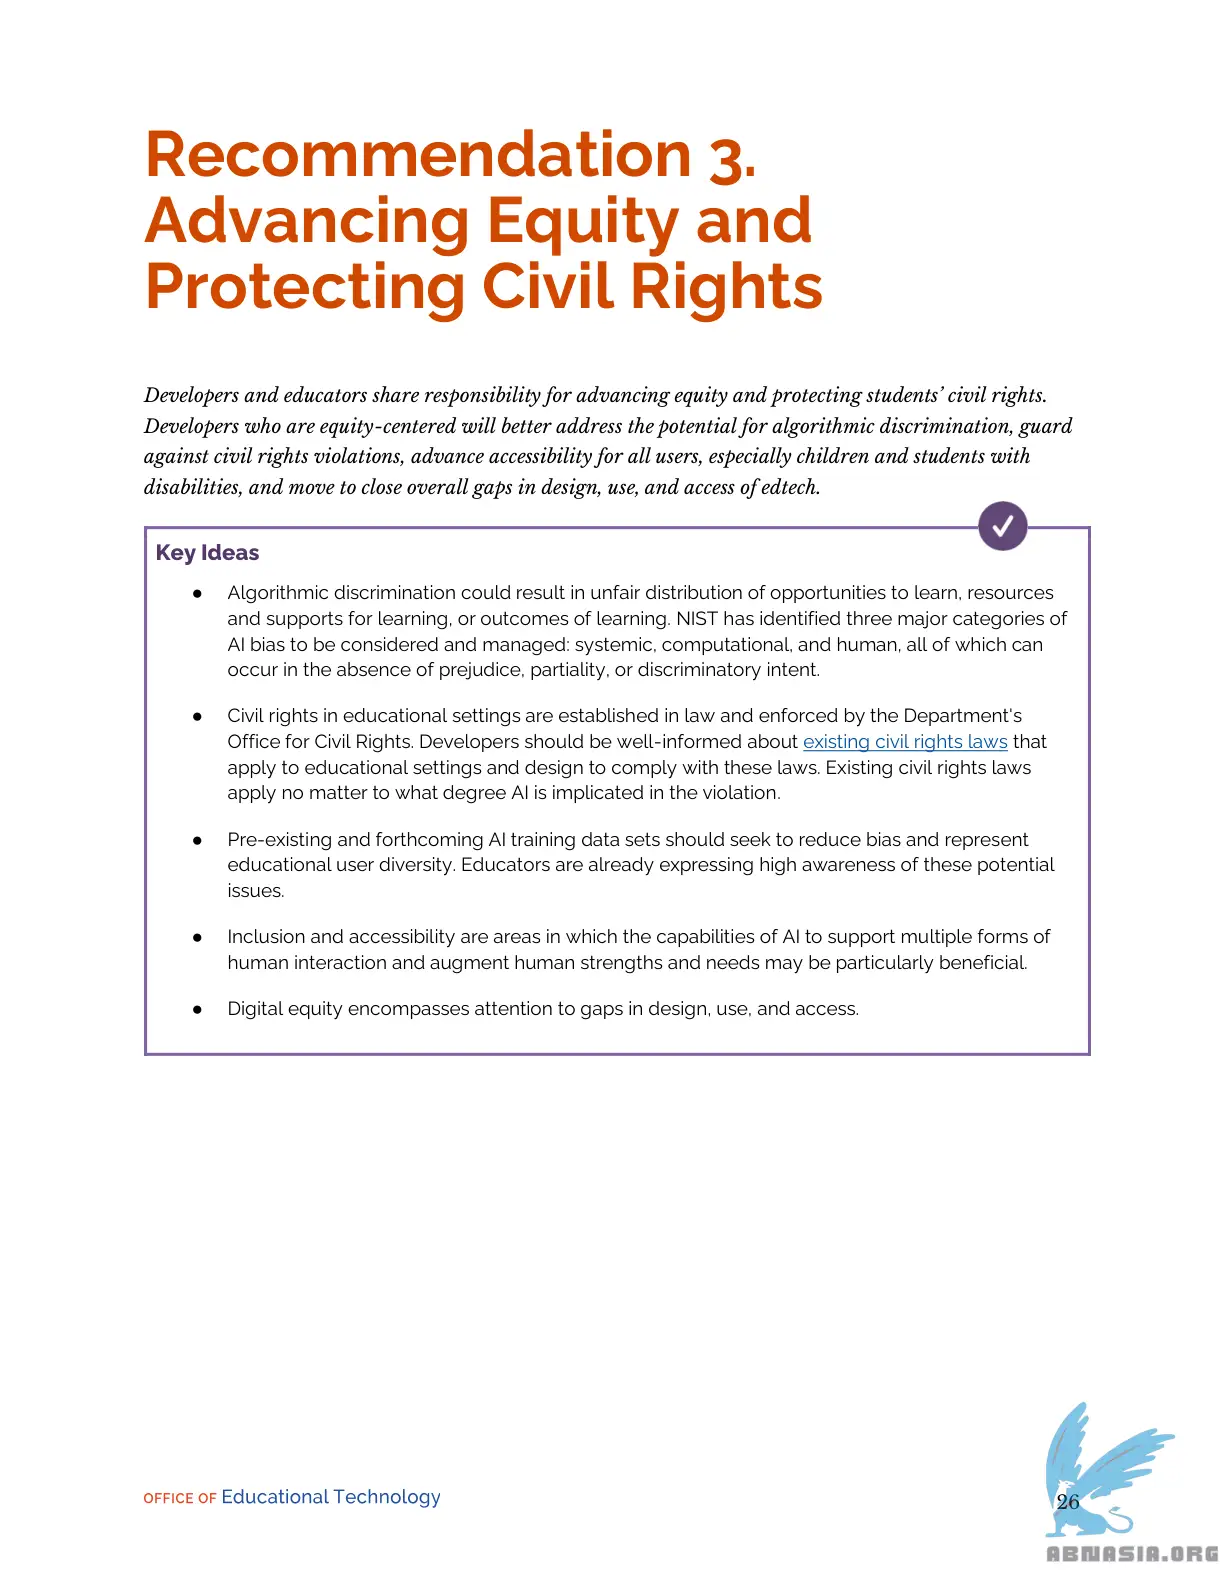 Recommendation 3.
Advancing Equity and
Protecting Civil Rights
Developers and educators share responsibility for advancing equity and protecting students’ civil rights.
Developers who are equity-centered will better address the potential for algorithmic discrimination, guard
against civil rights violations, advance accessibility for all users, especially children and students with
disabilities, and move to close overall gaps in design, use, and access of edtech.
Key Ideas
● Algorithmic discrimination could result in unfair distribution of opportunities to learn, resources
and supports for learning, or outcomes of learning. NIST has identified three major categories of
AI bias to be considered and managed: systemic, computational, and human, all of which can
occur in the absence of prejudice, partiality, or discriminatory intent.
● Civil rights in educational settings are established in law and enforced by the Department's
Office for Civil Rights. Developers should be well-informed about existing civil rights laws that
apply to educational settings and design to comply with these laws. Existing civil rights laws
apply no matter to what degree AI is implicated in the violation.
● Pre-existing and forthcoming AI training data sets should seek to reduce bias and represent
educational user diversity. Educators are already expressing high awareness of these potential
issues.
● Inclusion and accessibility are areas in which the capabilities of AI to support multiple forms of
human interaction and augment human strengths and needs may be particularly beneficial.
● Digital equity encompasses attention to gaps in design, use, and access.
OFFICE OF Educational Technology
26
ABNASIA.ORG